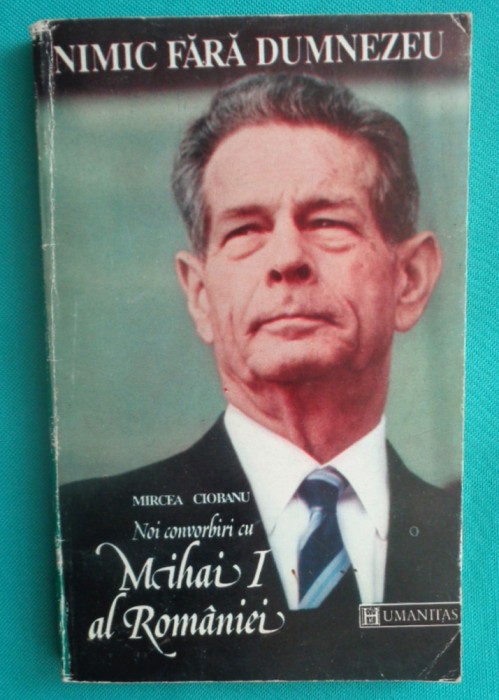 NIMIC FĂRĂ DUMNEZEU
MIRCEA CIOBANU
Noi convorbiri cu
Mihai I
al României
HUMANITAS